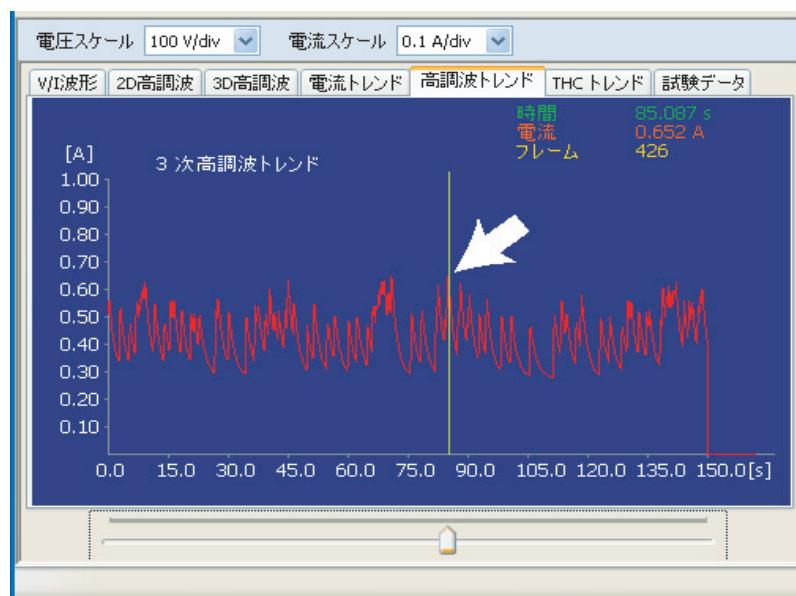 電圧スケール 100 V/div 電流スケール 0.1 A/div
V/I波形 2D高調波 3D高調波 電流トレンド 高調波トレンド THCトレンド 試験データ
時間 85.087 s
電流 0.652 A
フレーム 426
[A]
3 次高調波トレンド
1.00
0.90
0.80
0.70
0.60
0.50
0.40
0.30
0.20
0.10
0.0 15.0 30.0 45.0 60.0 75.0 90.0 105.0 120.0 135.0 150.0[s]